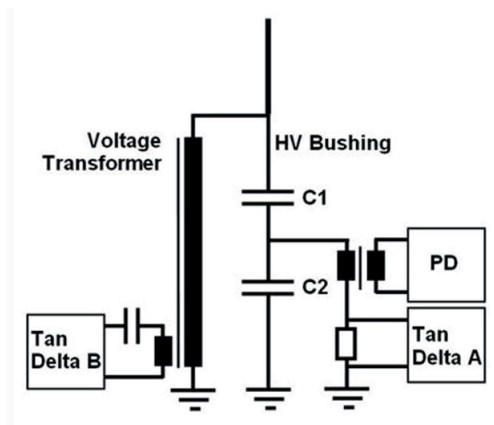 Voltage
Transformer
HV Bushing
C1
C2
PD
Tan
Delta B
Tan
Delta A